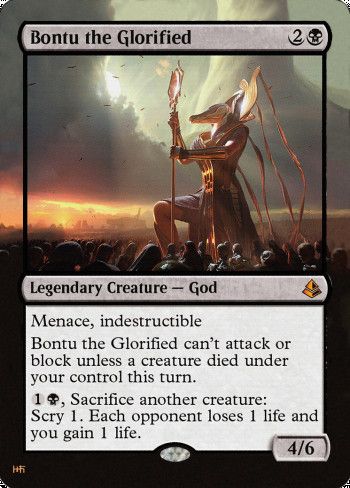 Bontu the Glorified 2
Legendary Creature — God
Menace, indestructible
Bontu the Glorified can't attack or
block unless a creature died under
your control this turn.
1, Sacrifice another creature:
Scry 1. Each opponent loses 1 life and
you gain 1 life.
4/6